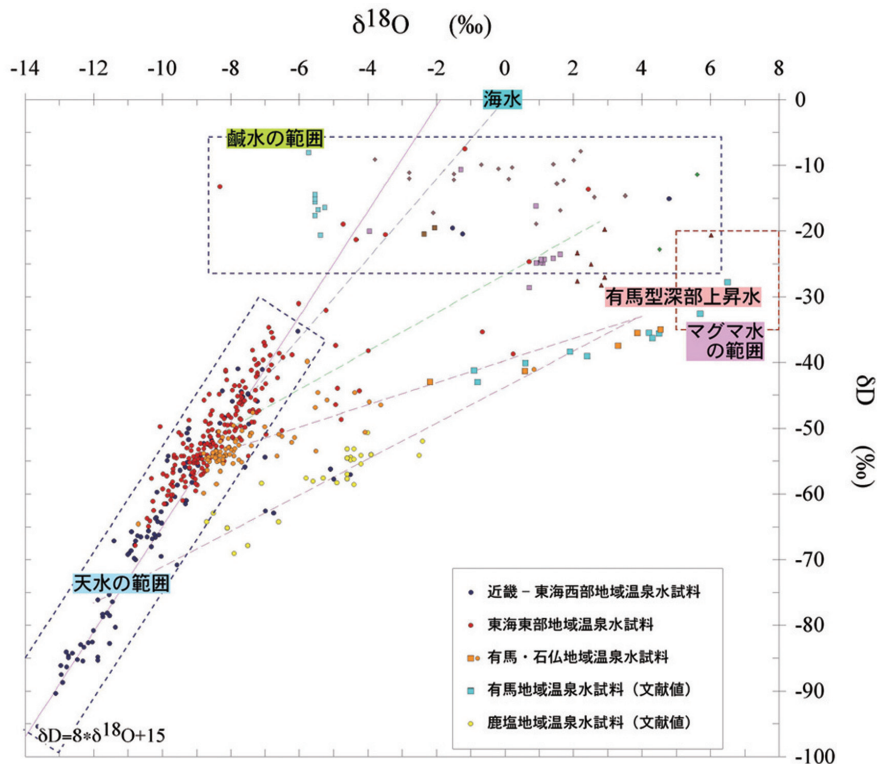 δ18O (‰)
-14 -12 -10 -8 -6 -4 -2 0 2 4 6 8
海水
0
鹹水の範囲
-10
-20
有馬型深部上昇水
-30
マグマ水
の範囲
-40
δD (‰)
-50
-60
-70
天水の範囲
近畿－東海西部地域温泉水試料
-80
東海東部地域温泉水試料
有馬・石仏地域温泉水試料
-90
有馬地域温泉水試料（文献値）
鹿塩地域温泉水試料（文献値）
δD=8*δ18O+15
-100